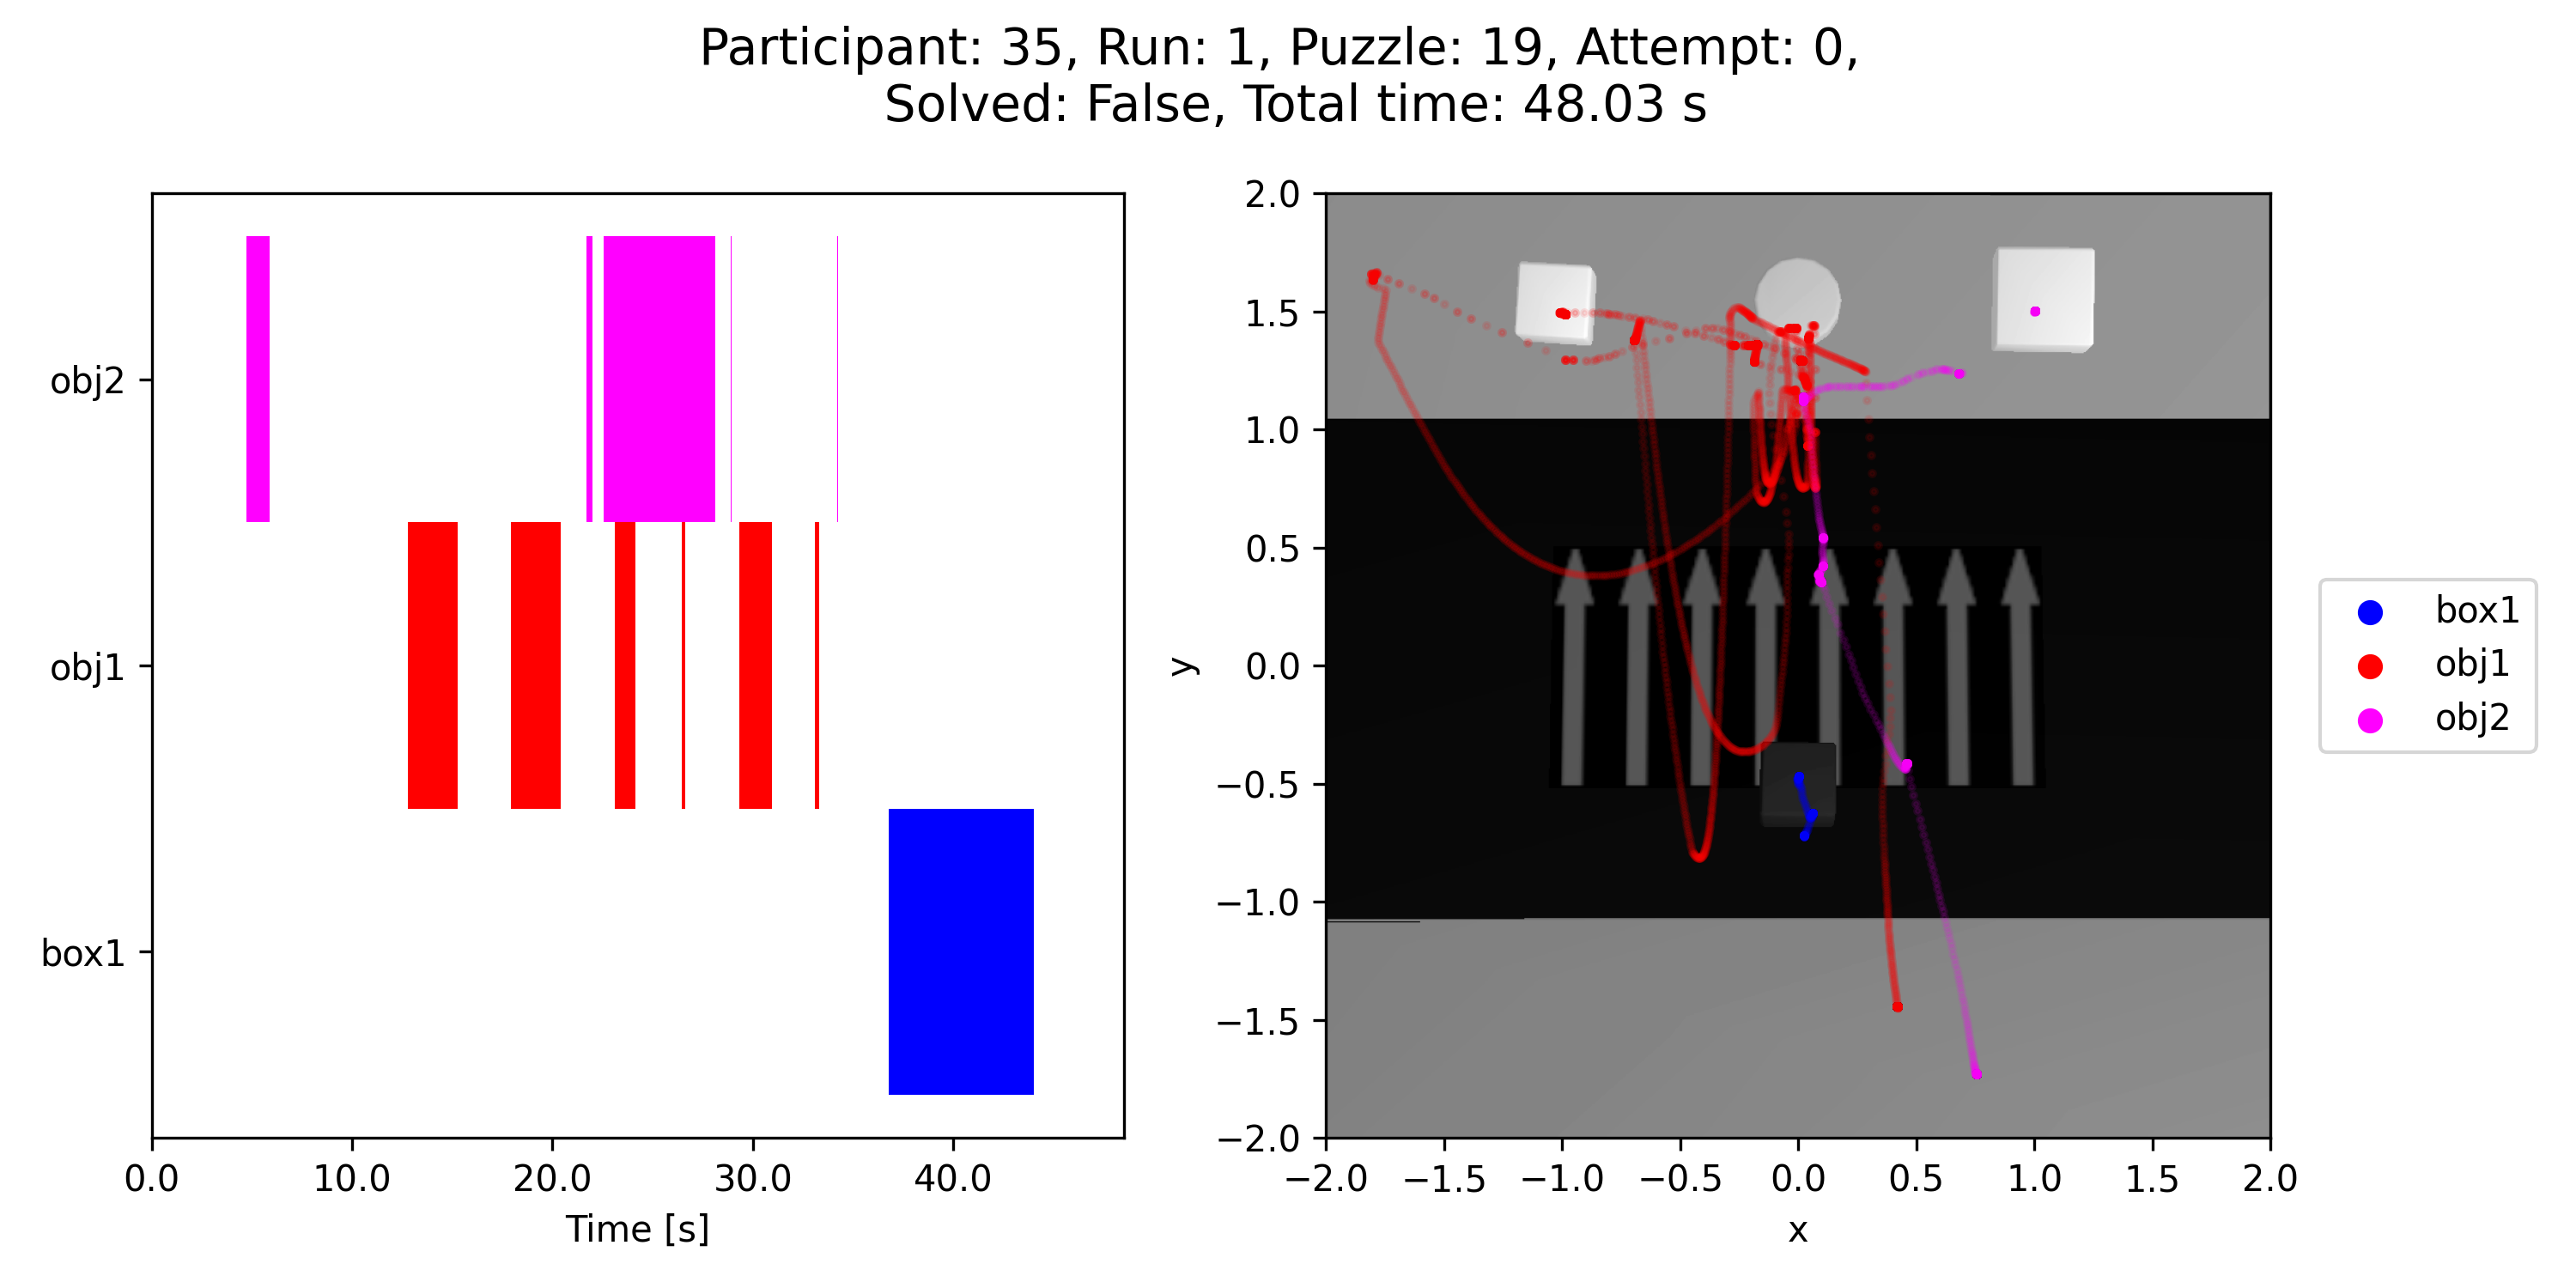 Participant: 35, Run: 1, Puzzle: 19, Attempt: 0,
Solved: False, Total time: 48.03 s
obj2
obj1
box1
0.0 10.0 20.0 30.0 40.0
Time [s]
2.0
1.5
1.0
0.5
0.0
−0.5
−1.0
−1.5
−2.0
y
−2.0 −1.5 −1.0 −0.5 0.0 0.5 1.0 1.5 2.0
x
box1
obj1
obj2